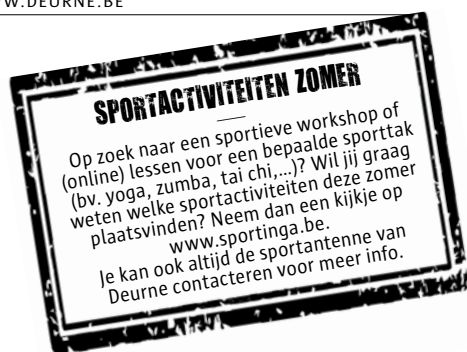 WW.DEURNE.BE
SPORTACTIVITEITEN ZOMER
Op zoek naar een sportieve workshop of
(online) lessen voor een bepaalde sporttak
(bv. yoga, zumba, tai chi,...)? Wil jij graag
weten welke sportactiviteiten deze zomer
plaatsvinden? Neem dan een kijkje op
www.sportinga.be.
Je kan ook altijd de sportantenne van
Deurne contacteren voor meer info.